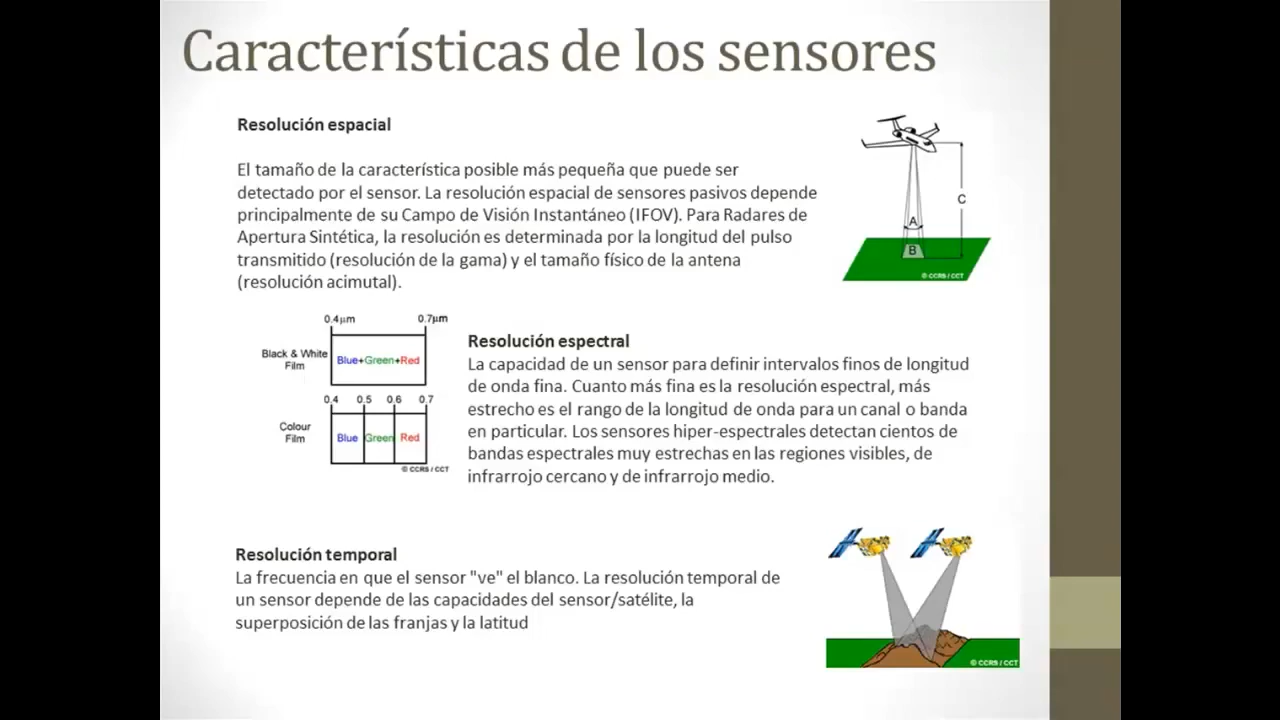 Características de los sensores
Resolución espacial
El tamaño de la característica posible más pequeña que puede ser
detectado por el sensor. La resolución espacial de sensores pasivos depende
principalmente de su Campo de Visión Instantáneo (IFOV). Para Radares de
Apertura Sintética, la resolución es determinada por la longitud del pulso
transmitido (resolución de la gama) y el tamaño físico de la antena
(resolución acimutal).
C
A
B
© CCRS / CCT
0.4μm 0.7μm
Black & White
Film
Blue+Green+Red
0.4 0.5 0.6 0.7
Colour
Film
Blue Green Red
© CCRS / CCT
Resolución espectral
La capacidad de un sensor para definir intervalos finos de longitud
de onda fina. Cuanto más fina es la resolución espectral, más
estrecho es el rango de la longitud de onda para un canal o banda
en particular. Los sensores hiper-espectrales detectan cientos de
bandas espectrales muy estrechas en las regiones visibles, de
infrarrojo cercano y de infrarrojo medio.
Resolución temporal
La frecuencia en que el sensor "ve" el blanco. La resolución temporal de
un sensor depende de las capacidades del sensor/satélite, la
superposición de las franjas y la latitud
© CCRS / CCT